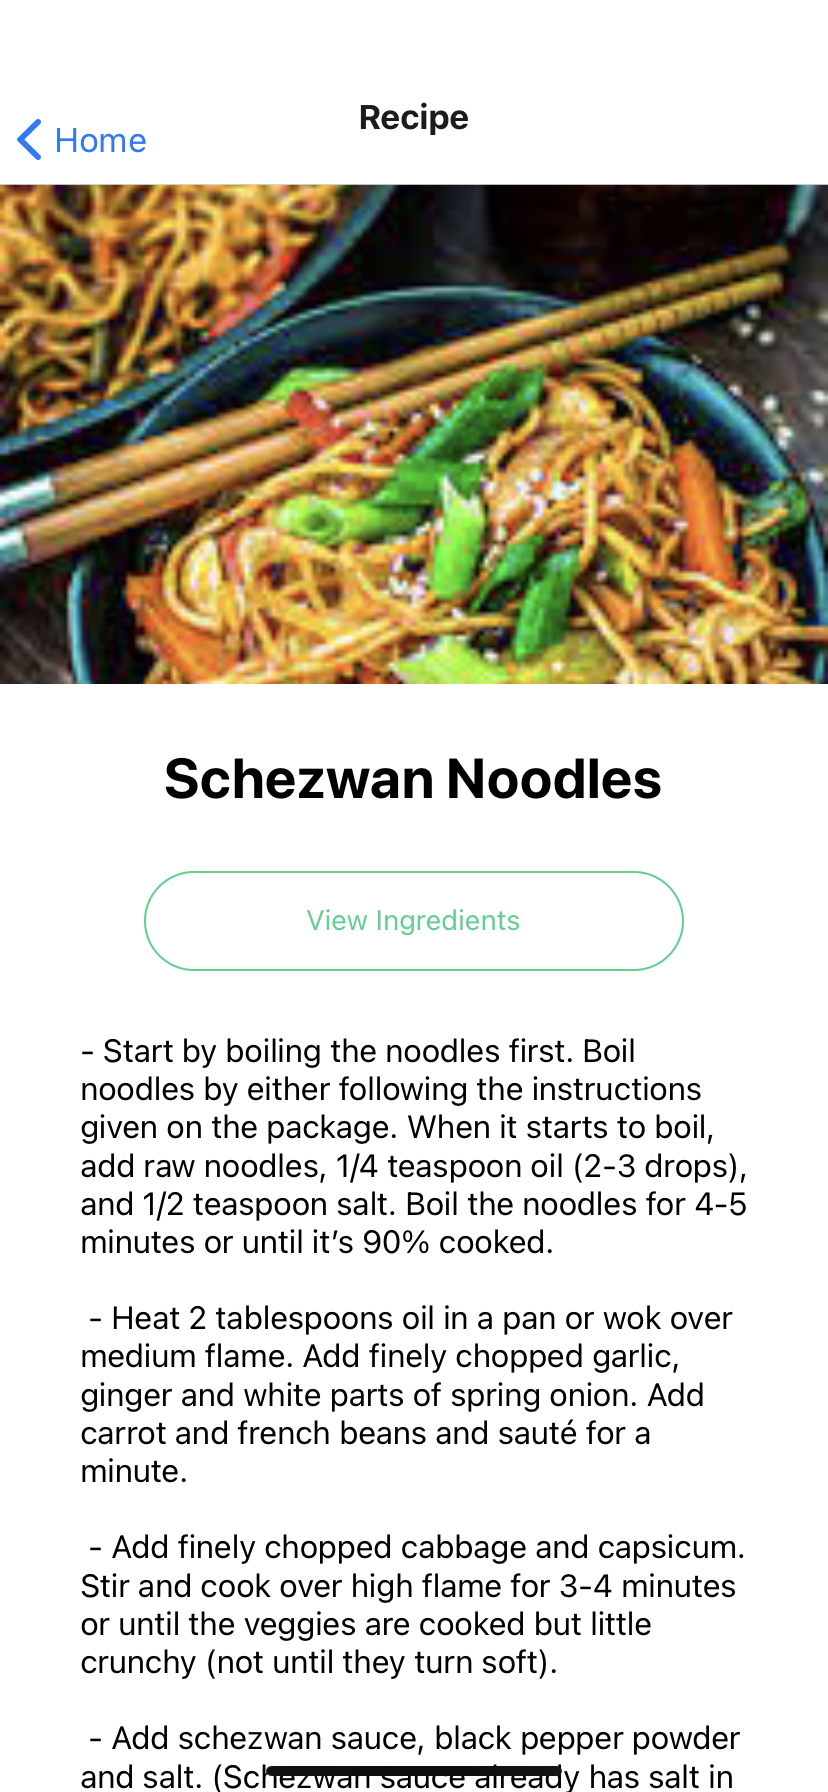 Recipe
Home
Schezwan Noodles
View Ingredients
- Start by boiling the noodles first. Boil
noodles by either following the instructions
given on the package. When it starts to boil,
add raw noodles, 1/4 teaspoon oil (2-3 drops),
and 1/2 teaspoon salt. Boil the noodles for 4-5
minutes or until it’s 90% cooked.
- Heat 2 tablespoons oil in a pan or wok over
medium flame. Add finely chopped garlic,
ginger and white parts of spring onion. Add
carrot and french beans and sauté for a
minute.
- Add finely chopped cabbage and capsicum.
Stir and cook over high flame for 3-4 minutes
or until the veggies are cooked but little
crunchy (not until they turn soft).
- Add schezwan sauce, black pepper powder
and salt. (Schezwan sauce already has salt in